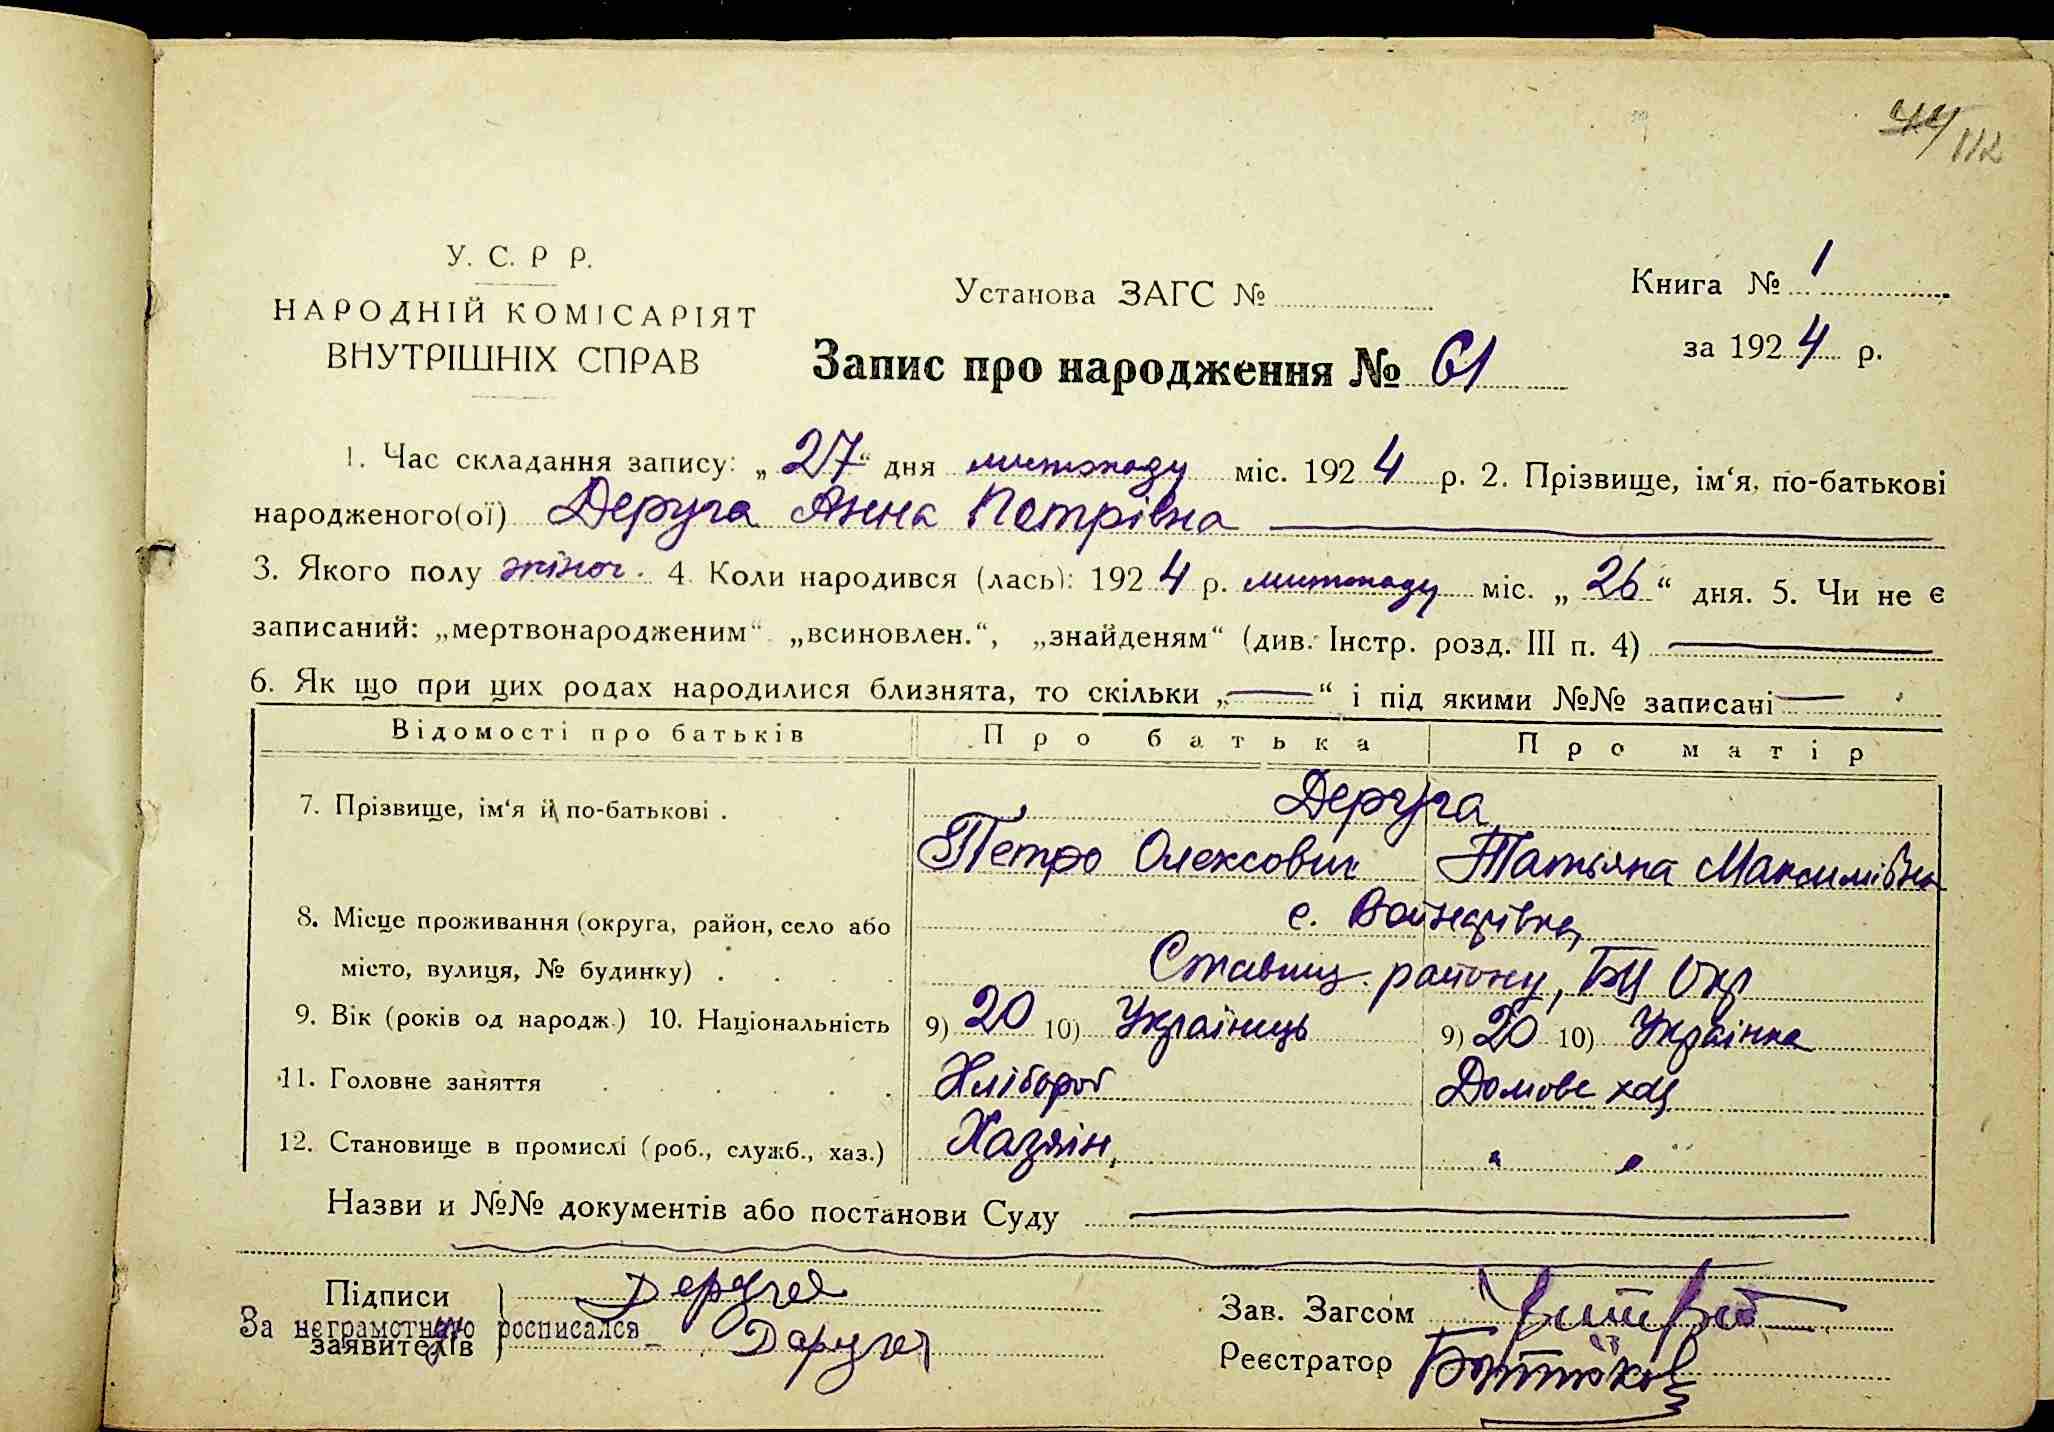 44/112
У. С. Р Р.
НАРОДНІЙ КОМІСАРІЯТ
ВНУТРІШНІХ СПРАВ
Установа ЗАГС №
Книга № 1
за 1924 р.
Запис про народження № 61
1. Час складання запису: „27“ дня листопаду міс. 1924 р. 2. Прізвище, ім‘я, по-батькові
народженого(ої) Деруга Анна Петрівна
3. Якого полу жіноч. 4. Коли народився (лась): 1924 р. листопаду міс. „26“ дня. 5. Чи не є
записаний: „мертвонародженим“ „всиновлен.“, „знайденям“ (див. Інстр. розд. III п. 4)
6. Як що при цих родах народилися близнята, то скільки „—“ і під якими №№ записані —
Відомості про батьків Про батька Про матір
7. Прізвище, ім‘я й по-батькові . Деруга
Петро Олексович Татьяна Максимівна
8. Місце проживання (округа, район, село або с. Войнарівка,
місто, вулиця, № будинку) . Ставищ. району, БЦ Окр
9. Вік (років од народж.) 10. Національність 9) 20 10) Українець 9) 20 10) Українка
11. Головне заняття Хлібороб Домове хац
12. Становище в промислі (роб., служб., хаз.) Хазяін, „ „
Назви и №№ документів або постанови Суду
Підписи Деруга Зав. Загсом
За неграмотную росписался
заявителів Даруга Реєстратор